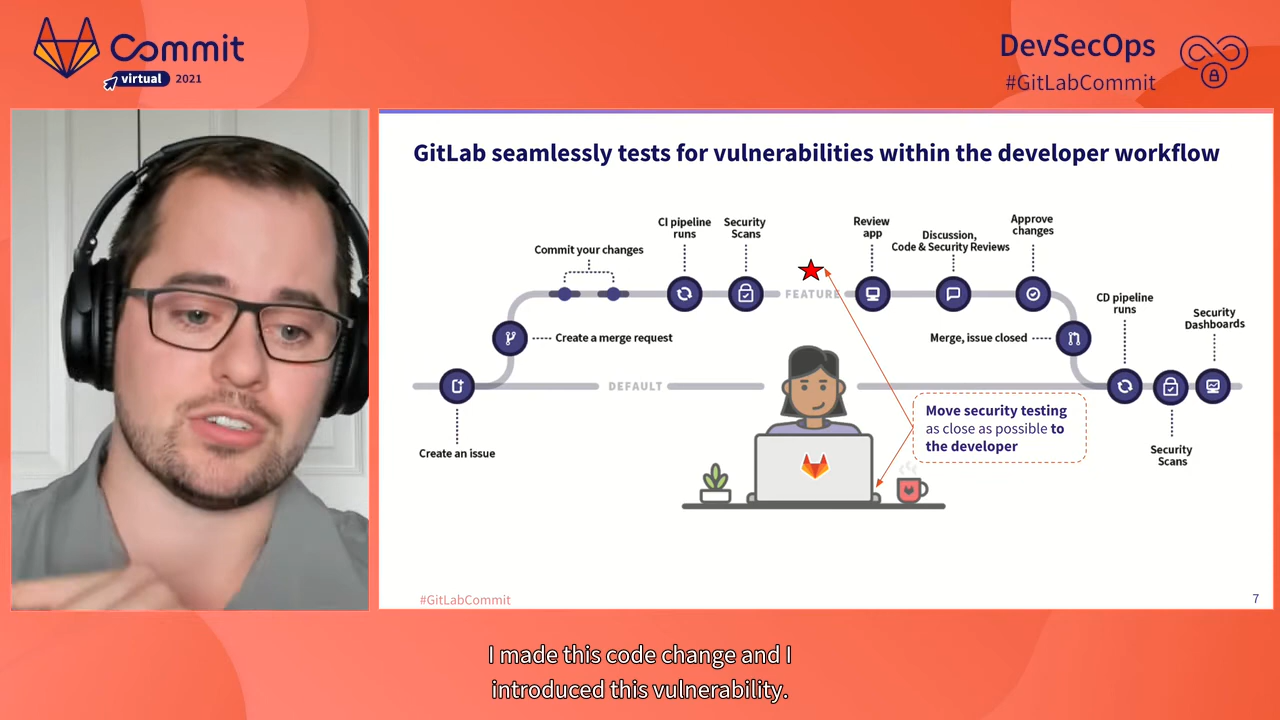 Commit
virtual 2021
DevSecOps
#GitLabCommit
GitLab seamlessly tests for vulnerabilities within the developer workflow
Commit your changes
CI pipeline
runs
Security
Scans
Review
app
Discussion,
Code & Security Reviews
Approve
changes
FEATURE
Create a merge request
Merge, issue closed
CD pipeline
runs
Security
Dashboards
DEFAULT
Create an issue
Move security testing
as close as possible to
the developer
Security
Scans
#GitLabCommit
7
I made this code change and I
introduced this vulnerability.